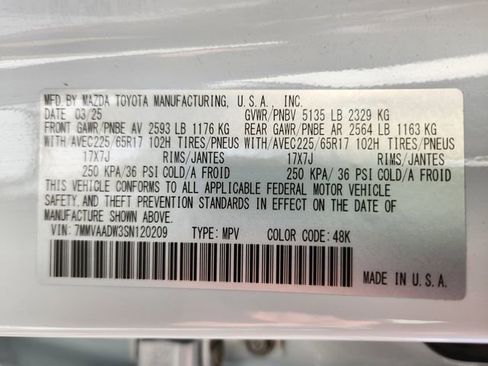 MFD BY MAZDA TOYOTA MANUFACTURING, U.S.A., INC.
DATE 03/25 GVWR/PNBV 5135 LB 2329 KG
FRONT GAWR/PNBE AV 2593 LB 1176 KG REAR GAWR/PNBE AR 2564 LB 1163 KG
WITH/AVEC225/65R17 102H TIRES/PNEUS WITH/AVEC225/65R17 102H TIRES/PNEUS
17X7J RIMS/JANTES 17X7J RIMS/JANTES
250 KPA/36 PSI COLD/A FROID 250 KPA/36 PSI COLD/A FROID
THIS VEHICLE CONFORMS TO ALL APPLICABLE FEDERAL MOTOR VEHICLE
SAFETY,AND THEFT PREVENTION STANDARDS IN EFFECT ON THE DATE OF
MANUFACTURE SHOWN ABOVE.
VIN: 7MMVAADW3SN120209 TYPE: MPV COLOR CODE: 48K
MADE IN U.S.A.